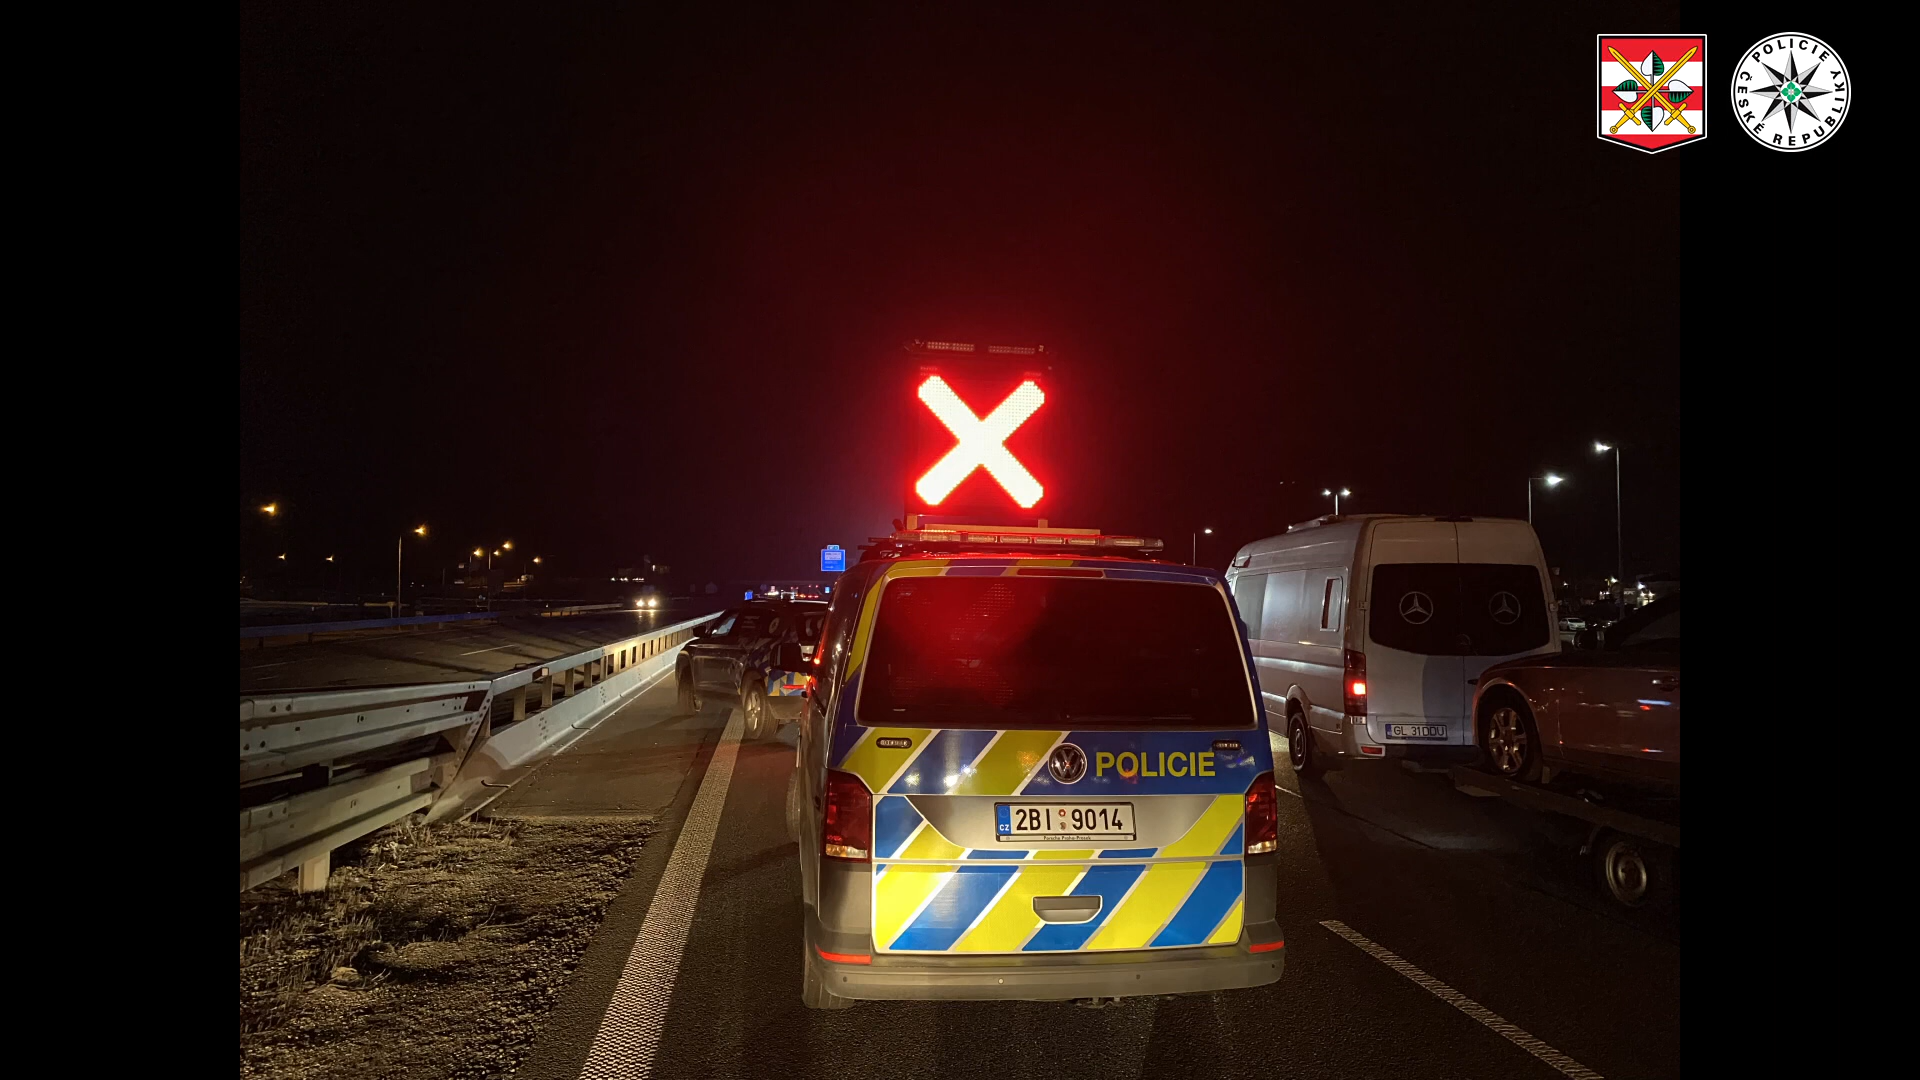 POLICIE ČESKÉ REPUBLIKY
POLICIE
CZ 2BI 9014
GL 31DDU